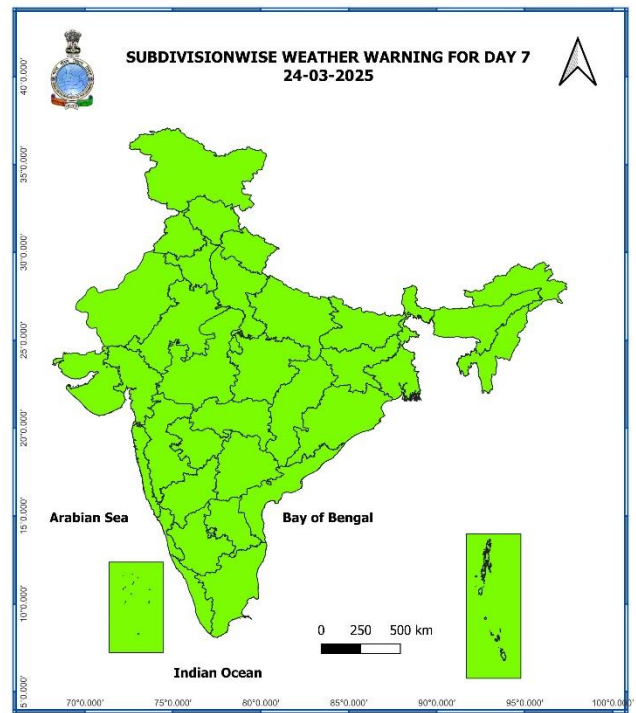 SUBDIVISIONWISE WEATHER WARNING FOR DAY 7
24-03-2025
40°0.000'
35°0.000'
30°0.000'
25°0.000'
20°0.000'
15°0.000'
10°0.000'
5°0.000'
Arabian Sea
Bay of Bengal
0 250 500 km
Indian Ocean
70°0.000' 75°0.000' 80°0.000' 85°0.000' 90°0.000' 95°0.000' 100°0.000'